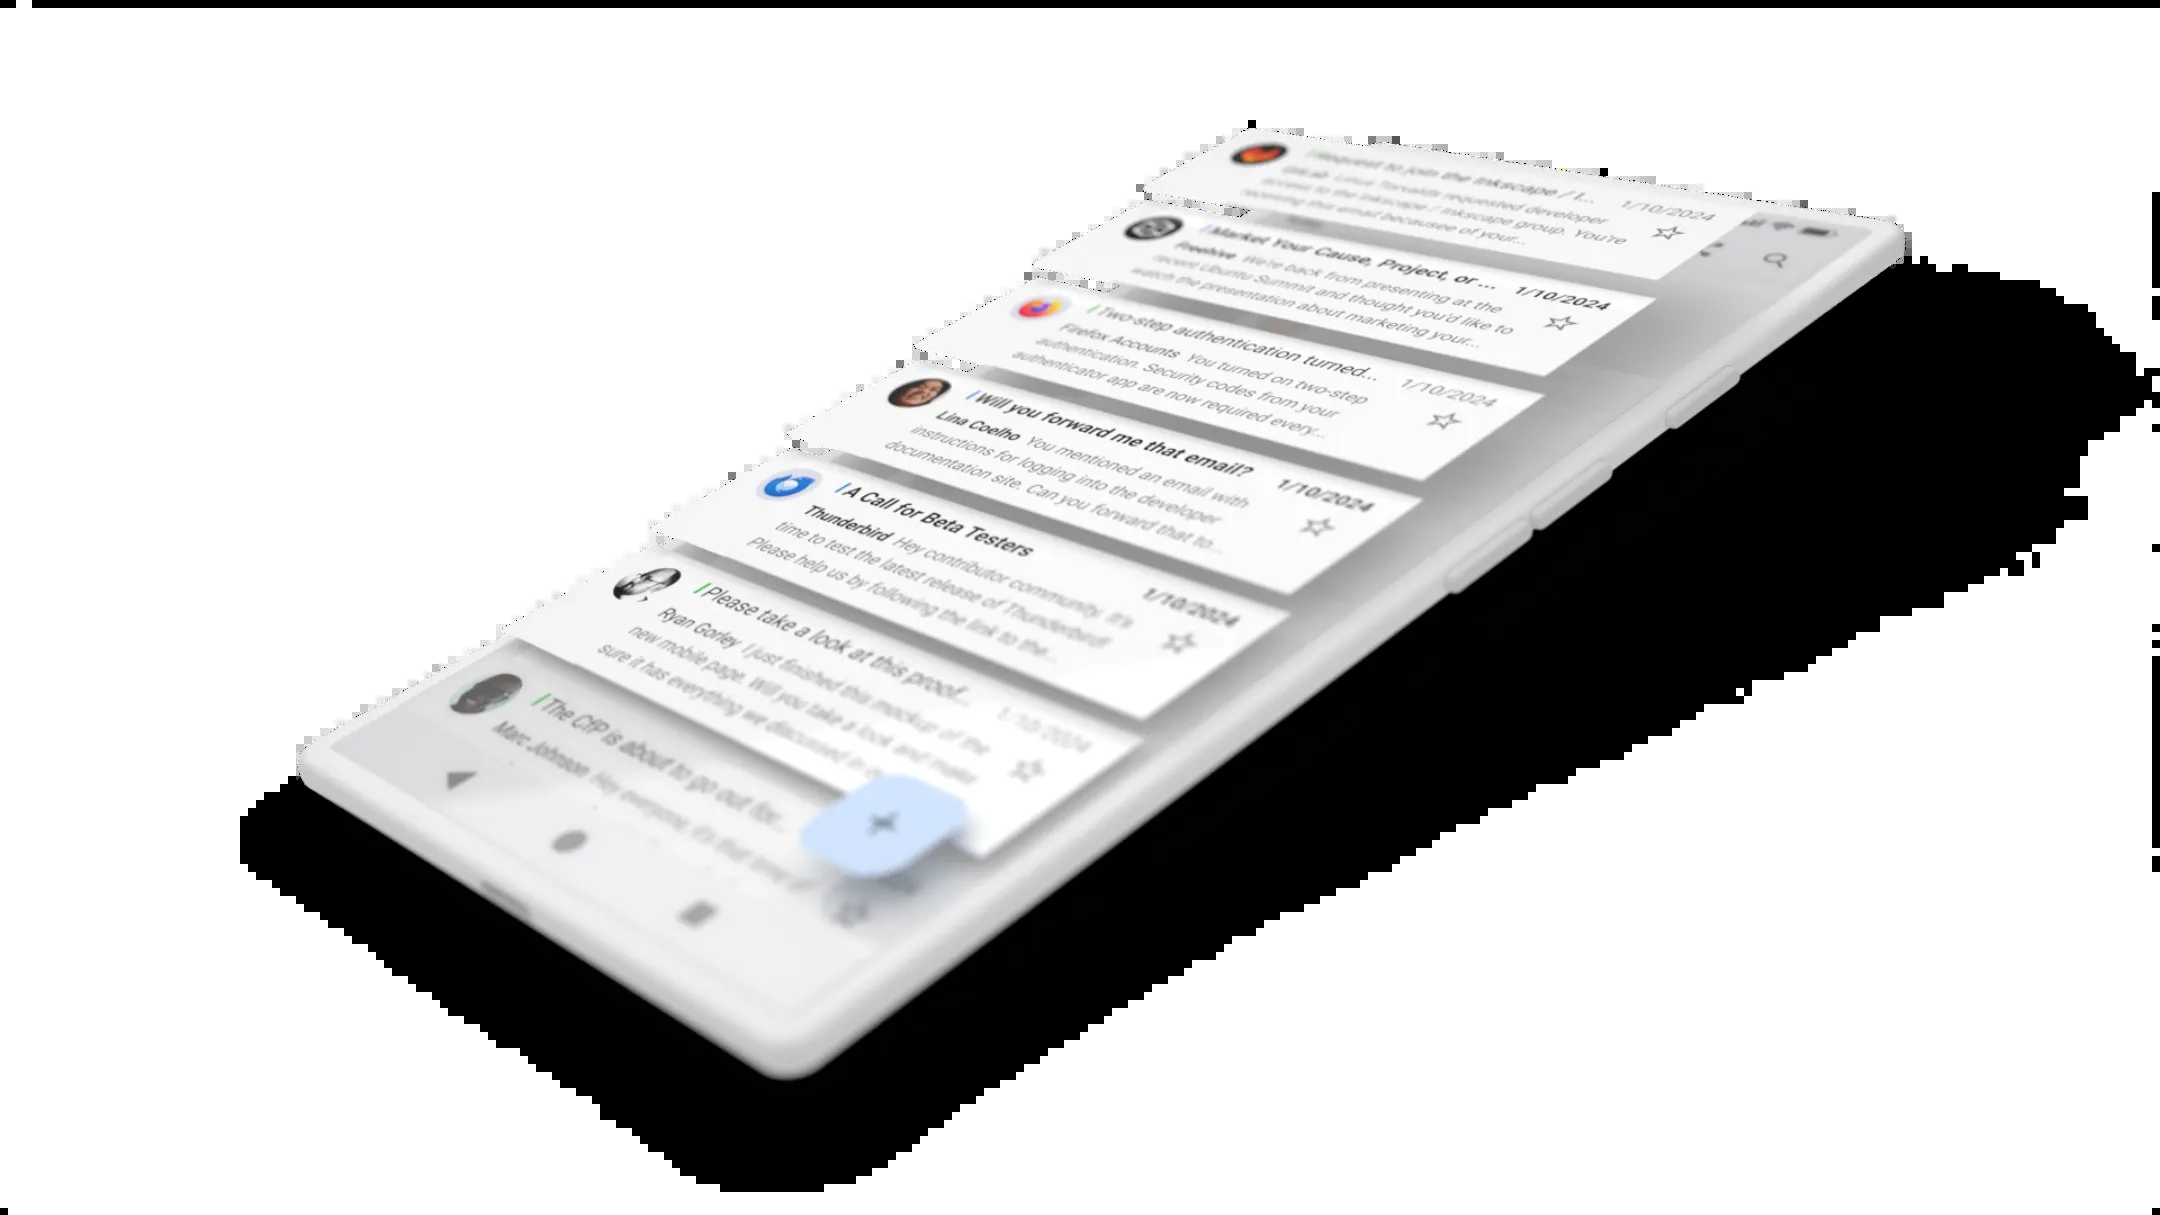 Request to join the Inkscape / I...
1/10/2024
GitLab Linus Torvalds requested developer
access to the Inkscape / Inkscape group. You're
receiving this email becausee of your...
Market Your Cause, Project, or ...
1/10/2024
Freehive We're back from presenting at the
recent Ubuntu Summit and thought you'd like to
watch the presentation about marketing your...
Two-step authentication turned...
1/10/2024
Firefox Accounts You turned on two-step
authentication. Security codes from your
authenticator app are now required every...
Will you forward me that email?
1/10/2024
Lina Coelho You mentioned an email with
instructions for logging into the developer
documentation site. Can you forward that to...
A Call for Beta Testers
1/10/2024
Thunderbird Hey contributor community. It's
time to test the latest release of Thunderbird!
Please help us by following the link to the...
Please take a look at this proof...
1/10/2024
Ryan Gorley I just finished this mockup of the
new mobile page. Will you take a look and make
sure it has everything we discussed in
The CfP is about to go out for...
Marc Johnson Hey everyone, it's that time of